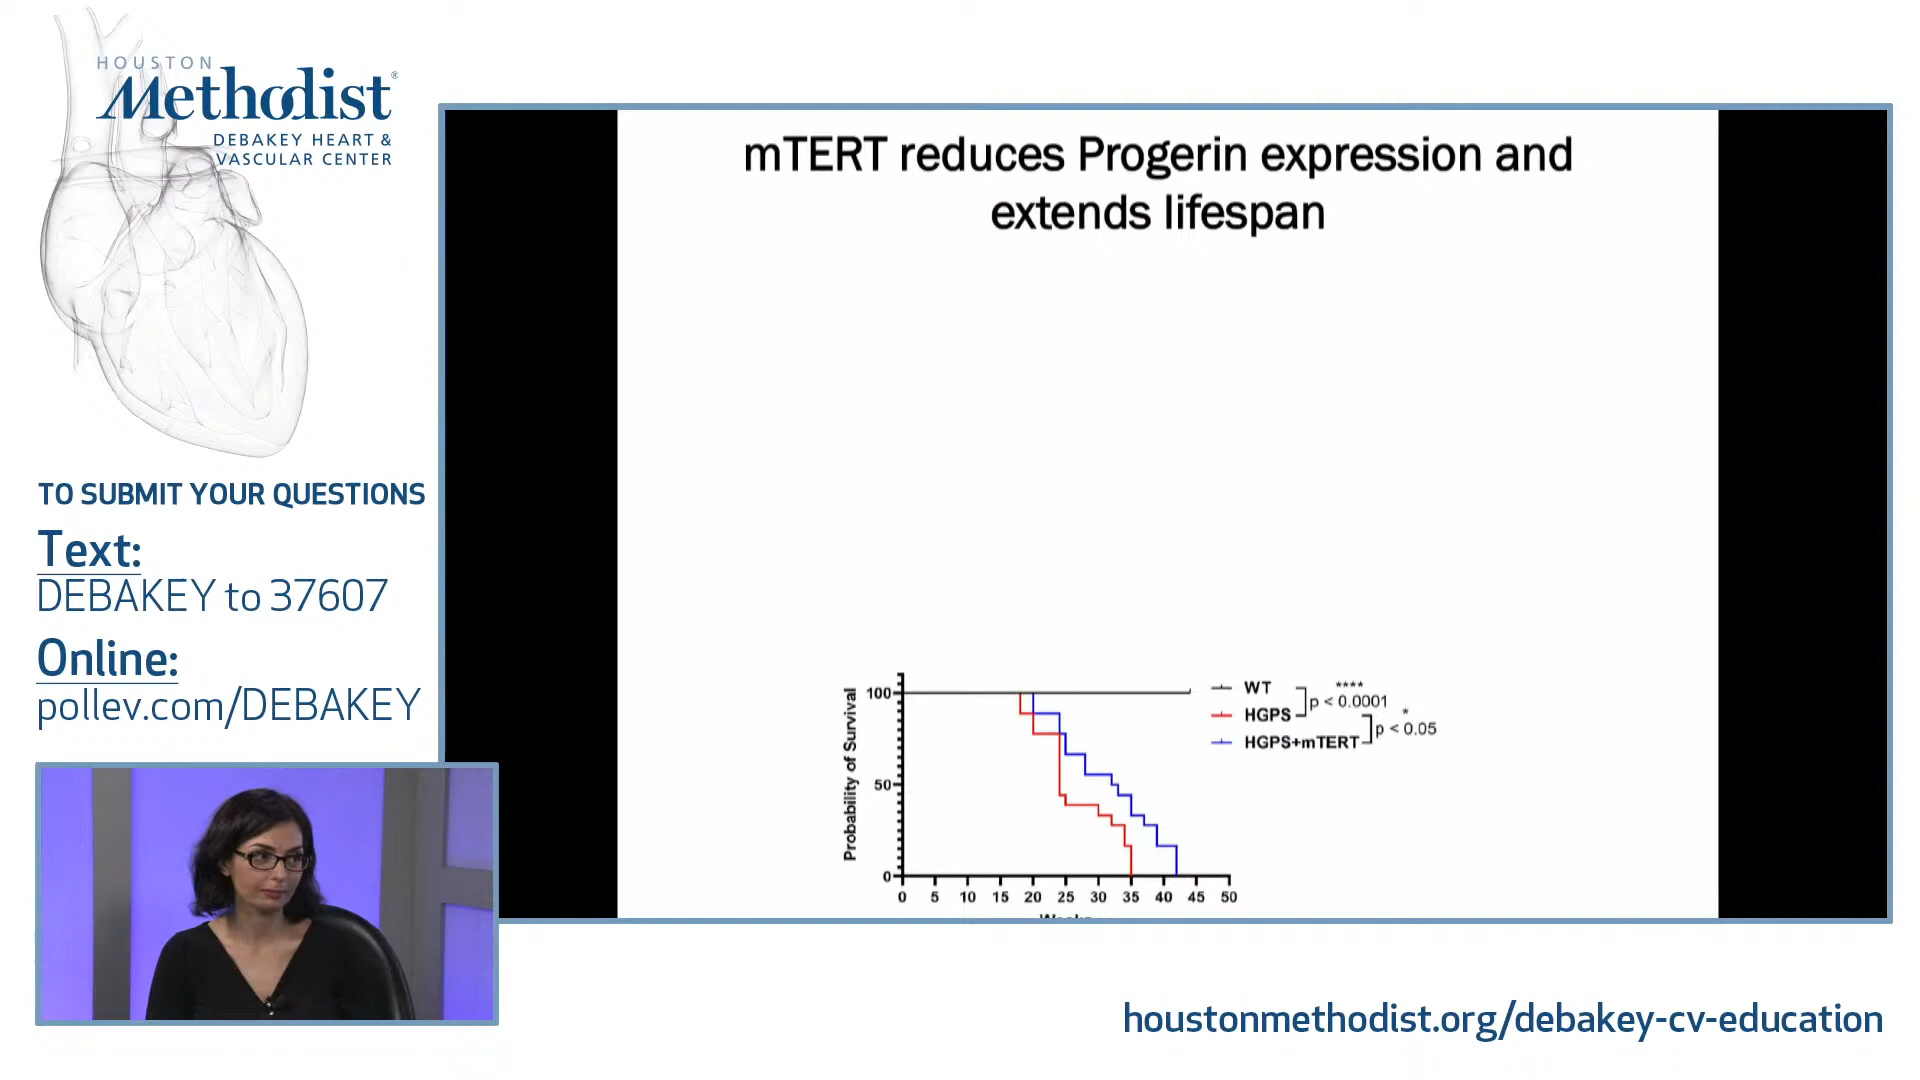 HOUSTON
Methodist®
DEBAKEY HEART &
VASCULAR CENTER
TO SUBMIT YOUR QUESTIONS
Text:
DEBAKEY to 37607
Online:
pollev.com/DEBAKEY
mTERT reduces Progerin expression and
extends lifespan
Probability of Survival
100
50
0
0 5 10 15 20 25 30 35 40 45 50
WT
HGPS
HGPS+mTERT
****
p < 0.0001
*
p < 0.05
houstonmethodist.org/debakey-cv-education